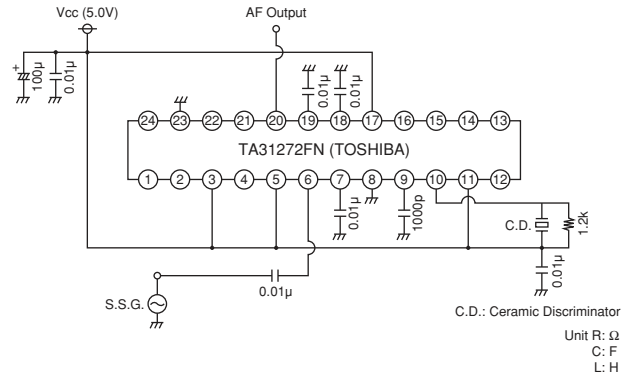 Vcc (5.0V)
AF Output
+
100μ
0.01μ
0.01μ
0.01μ
24 23 22 21 20 19 18 17 16 15 14 13
TA31272FN (TOSHIBA)
1 2 3 4 5 6 7 8 9 10 11 12
0.01μ
1000p
C.D.
1.2k
0.01μ
S.S.G.
0.01μ
C.D.: Ceramic Discriminator
Unit R: Ω
C: F
L: H